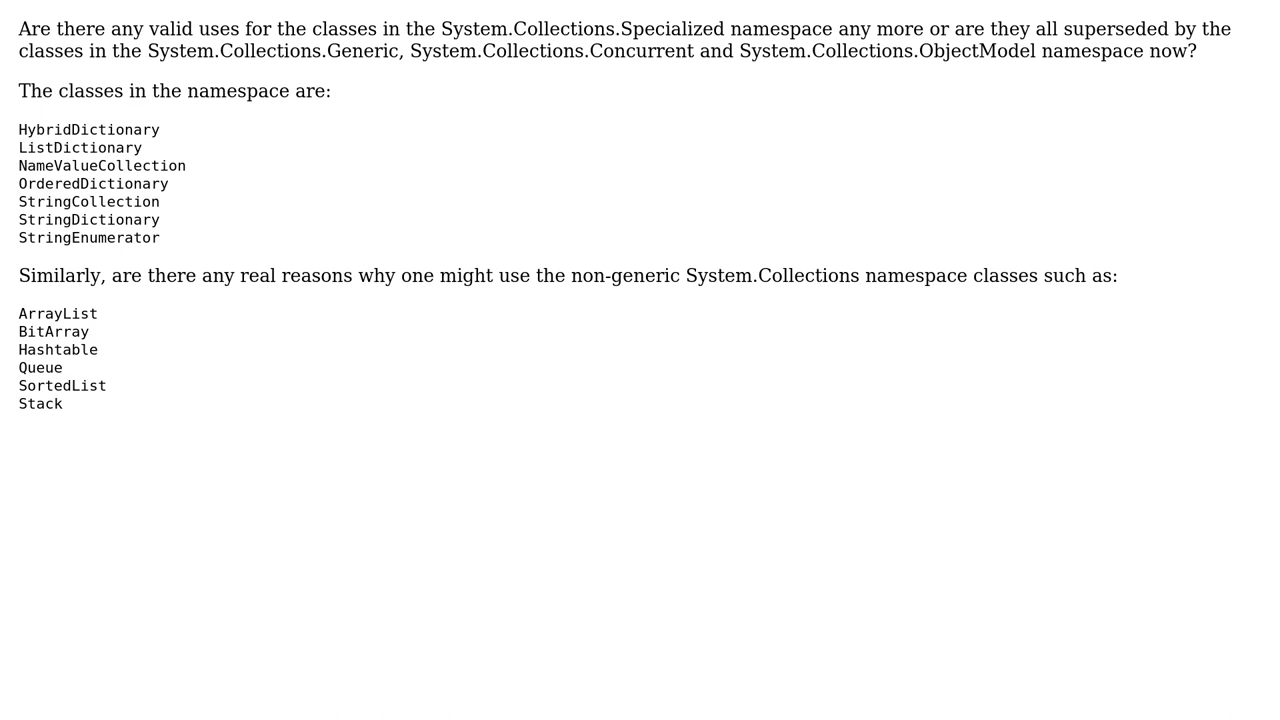 Are there any valid uses for the classes in the System.Collections.Specialized namespace any more or are they all superseded by the
classes in the System.Collections.Generic, System.Collections.Concurrent and System.Collections.ObjectModel namespace now?
The classes in the namespace are:
HybridDictionary
ListDictionary
NameValueCollection
OrderedDictionary
StringCollection
StringDictionary
StringEnumerator
Similarly, are there any real reasons why one might use the non-generic System.Collections namespace classes such as:
ArrayList
BitArray
Hashtable
Queue
SortedList
Stack